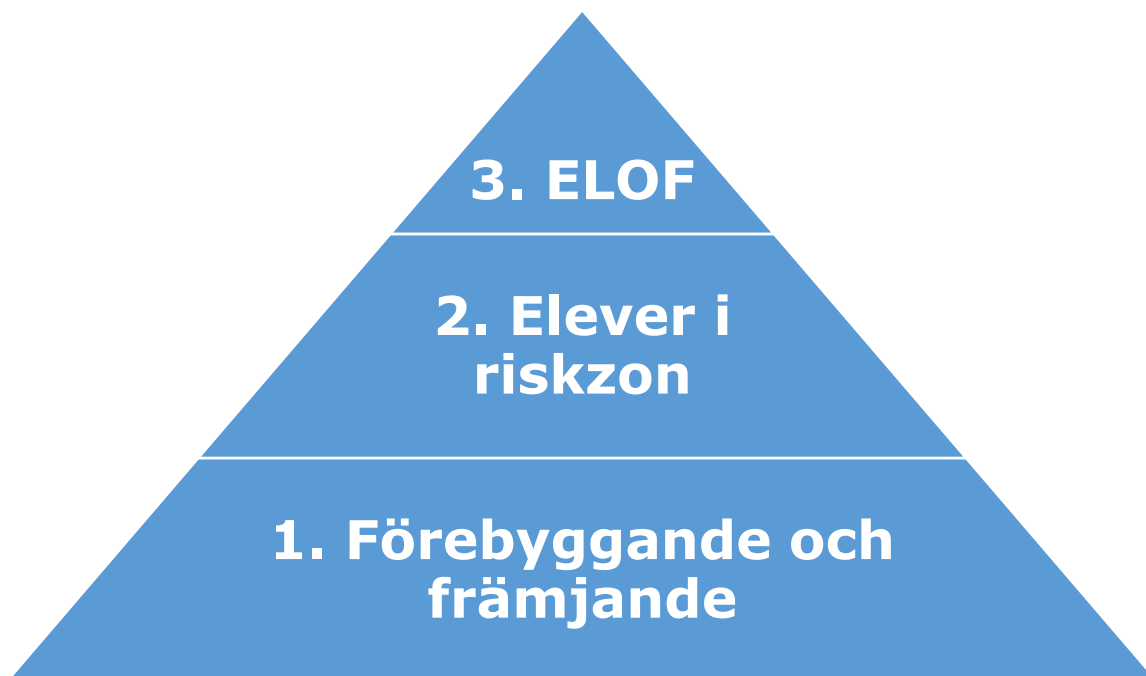 3. ELOF
2. Elever i
riskzon
1. Förebyggande och
främjande